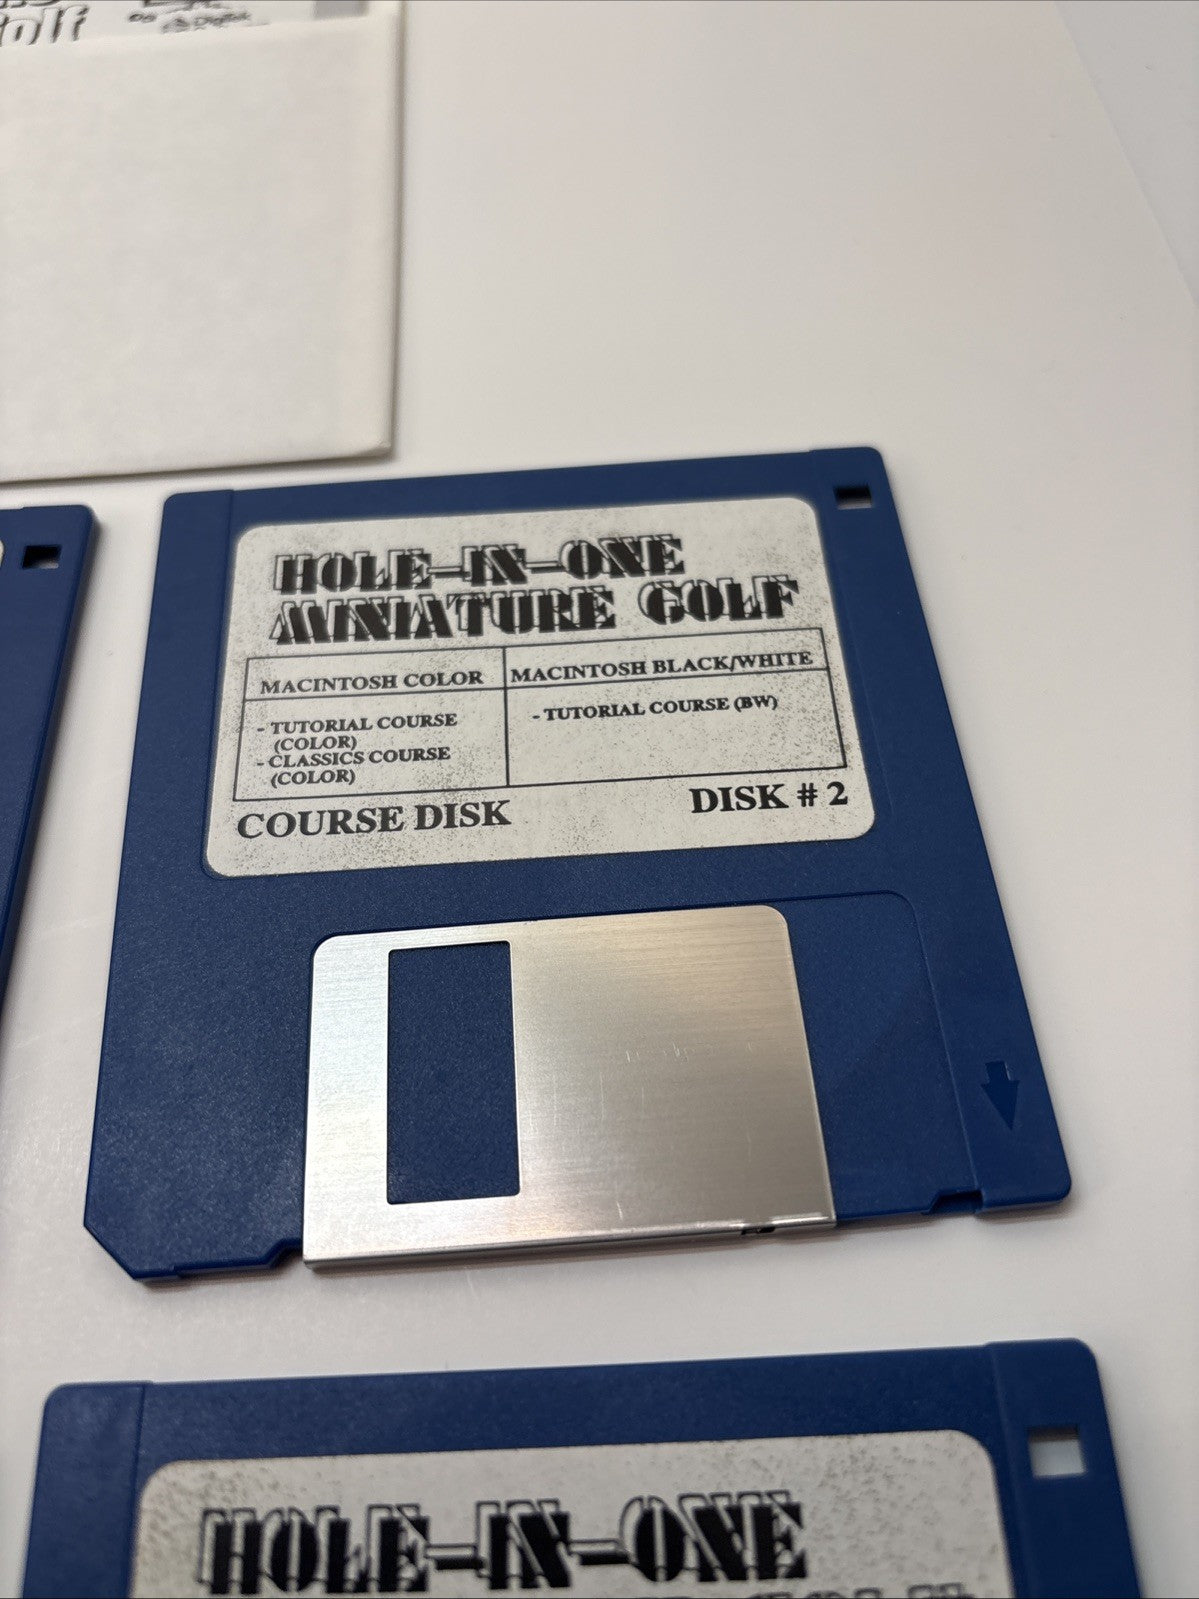 olf
HOLE-IN-ONE
MINIATURE GOLF
MACINTOSH COLOR
MACINTOSH BLACK/WHITE
- TUTORIAL COURSE
(COLOR)
- CLASSICS COURSE
(COLOR)
- TUTORIAL COURSE (BW)
COURSE DISK
DISK # 2
HOLE-IN-ONE